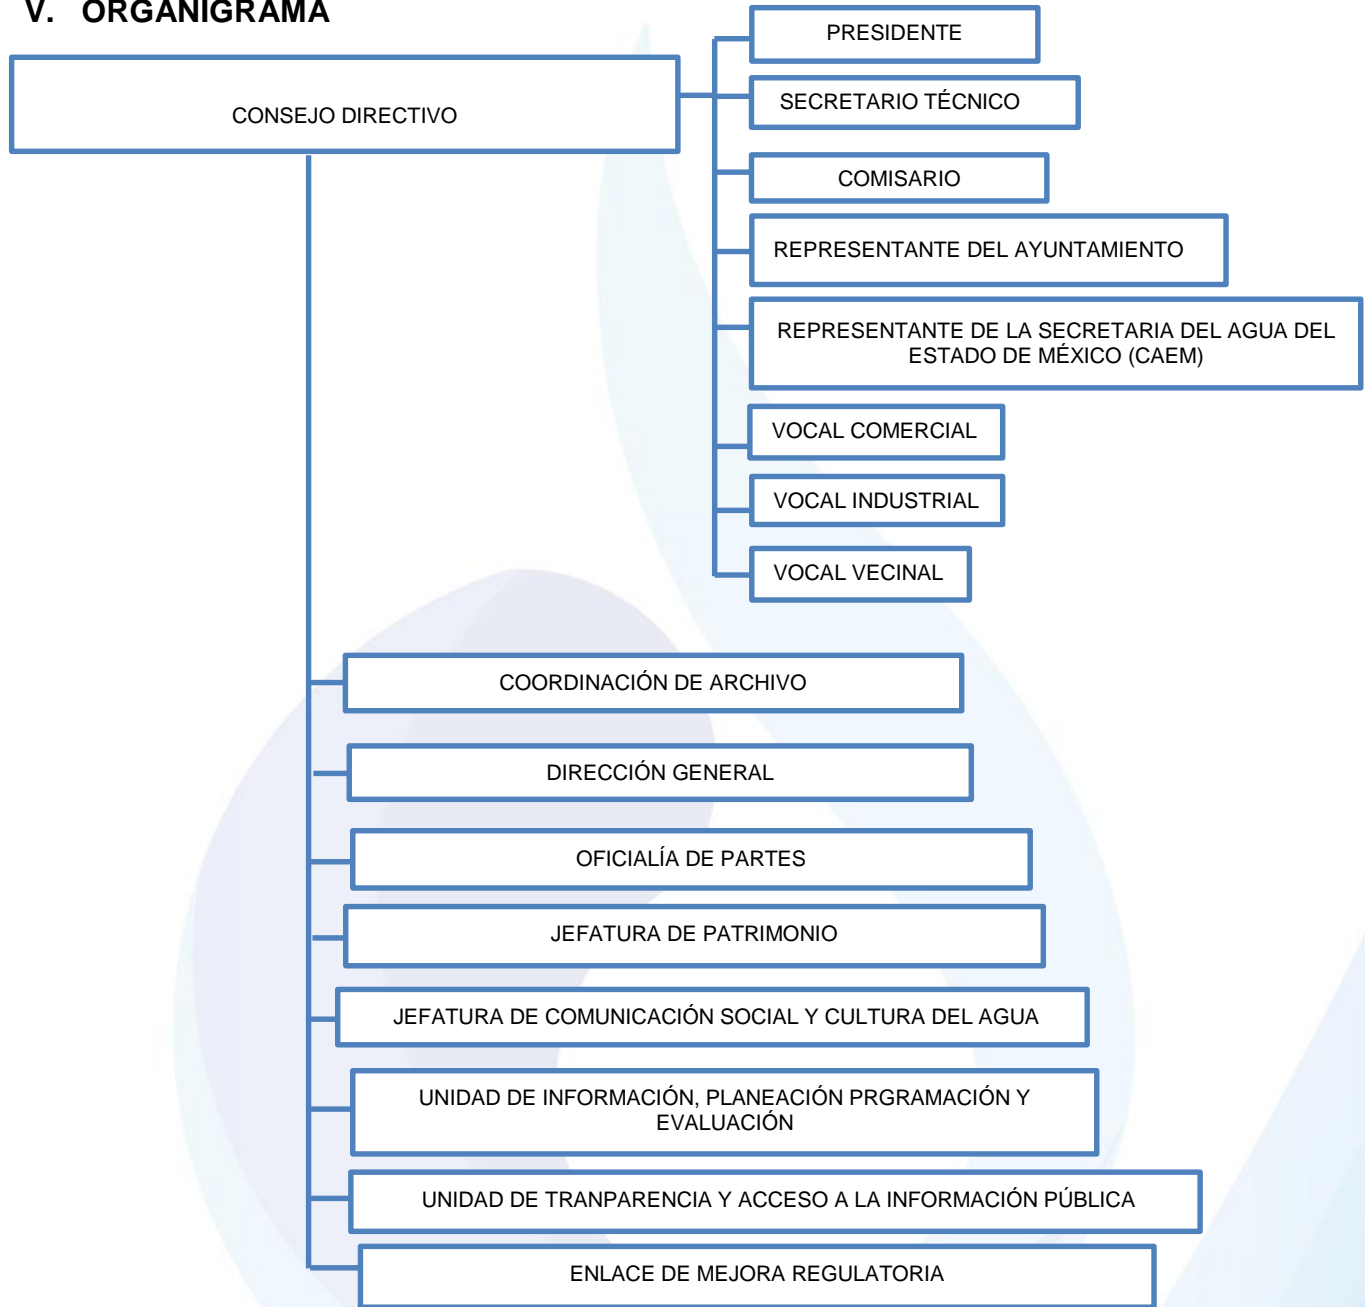 V. ORGANIGRAMA
PRESIDENTE
CONSEJO DIRECTIVO
SECRETARIO TÉCNICO
COMISARIO
REPRESENTANTE DEL AYUNTAMIENTO
REPRESENTANTE DE LA SECRETARIA DEL AGUA DEL
ESTADO DE MÉXICO (CAEM)
VOCAL COMERCIAL
VOCAL INDUSTRIAL
VOCAL VECINAL
COORDINACIÓN DE ARCHIVO
DIRECCIÓN GENERAL
OFICIALÍA DE PARTES
JEFATURA DE PATRIMONIO
JEFATURA DE COMUNICACIÓN SOCIAL Y CULTURA DEL AGUA
UNIDAD DE INFORMACIÓN, PLANEACIÓN PRGRAMACIÓN Y
EVALUACIÓN
UNIDAD DE TRANPARENCIA Y ACCESO A LA INFORMACIÓN PÚBLICA
ENLACE DE MEJORA REGULATORIA